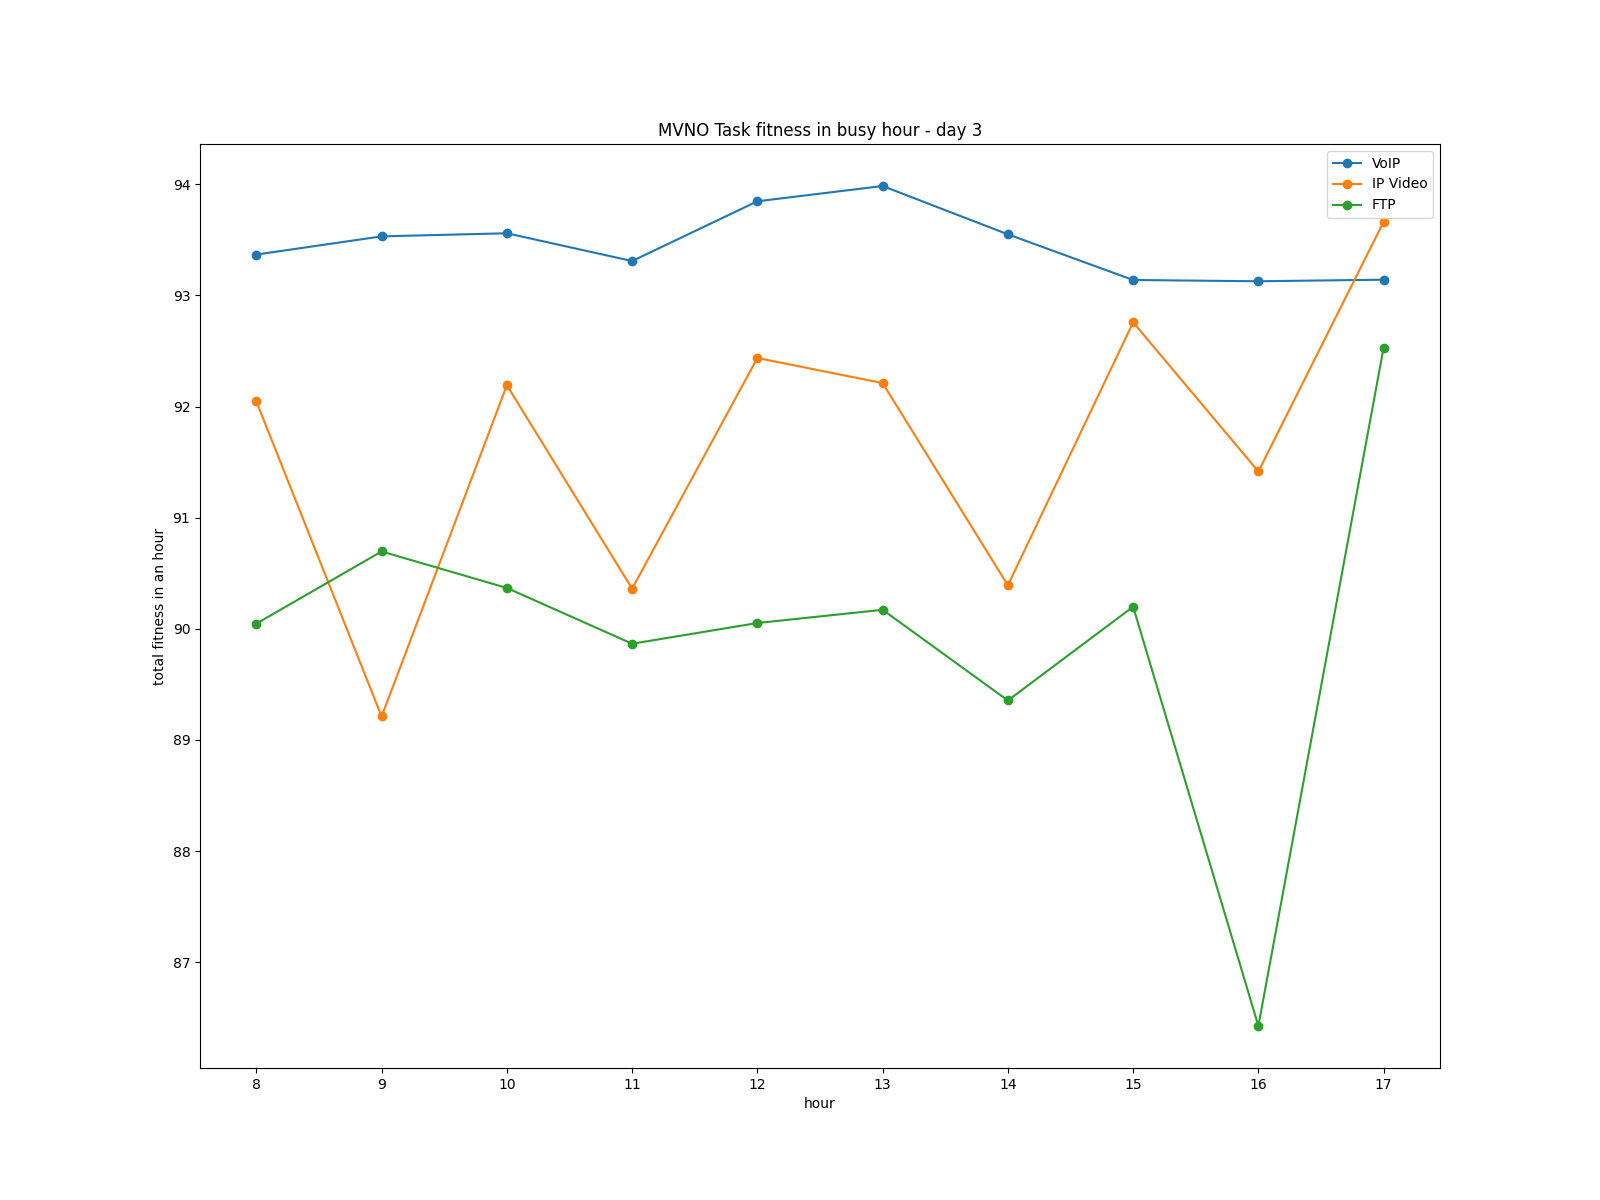 MVNO Task fitness in busy hour - day 3
VoIP
IP Video
FTP
94
93
92
91
90
89
88
87
total fitness in an hour
8 9 10 11 12 13 14 15 16 17
hour